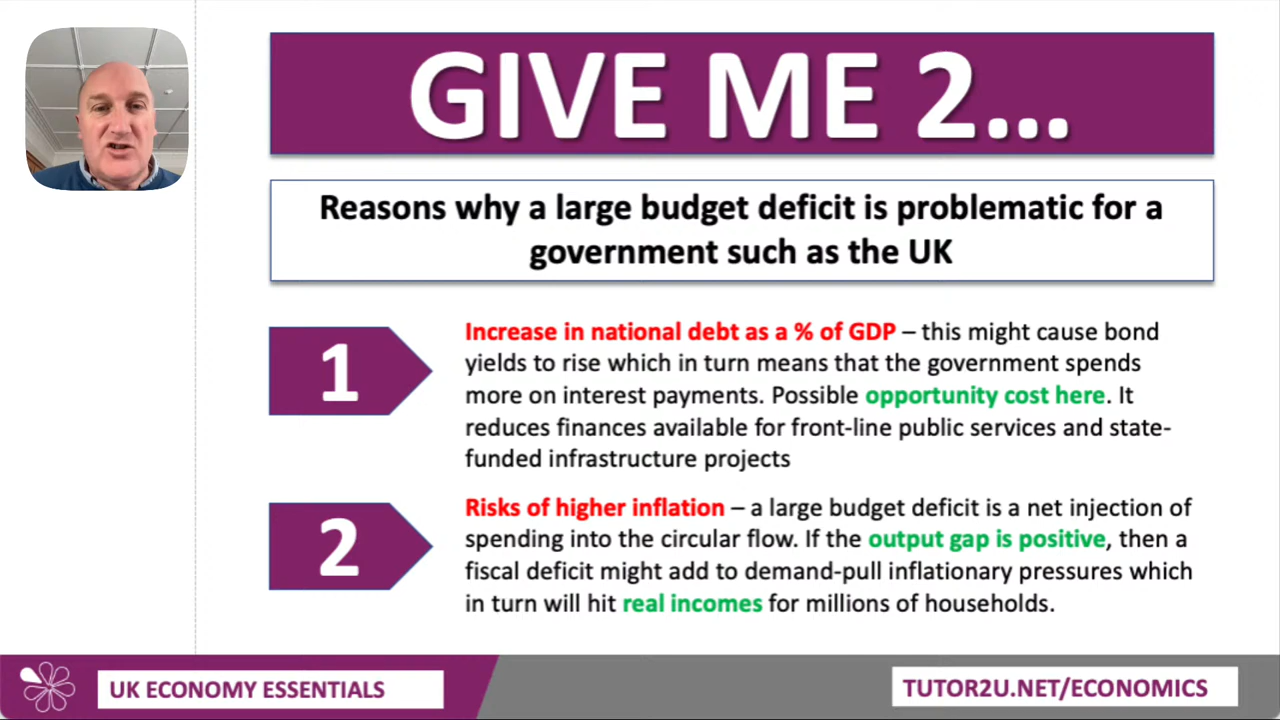 GIVE ME 2...
Reasons why a large budget deficit is problematic for a
government such as the UK
1
Increase in national debt as a % of GDP – this might cause bond
yields to rise which in turn means that the government spends
more on interest payments. Possible opportunity cost here. It
reduces finances available for front-line public services and state-
funded infrastructure projects
2
Risks of higher inflation – a large budget deficit is a net injection of
spending into the circular flow. If the output gap is positive, then a
fiscal deficit might add to demand-pull inflationary pressures which
in turn will hit real incomes for millions of households.
UK ECONOMY ESSENTIALS
TUTOR2U.NET/ECONOMICS